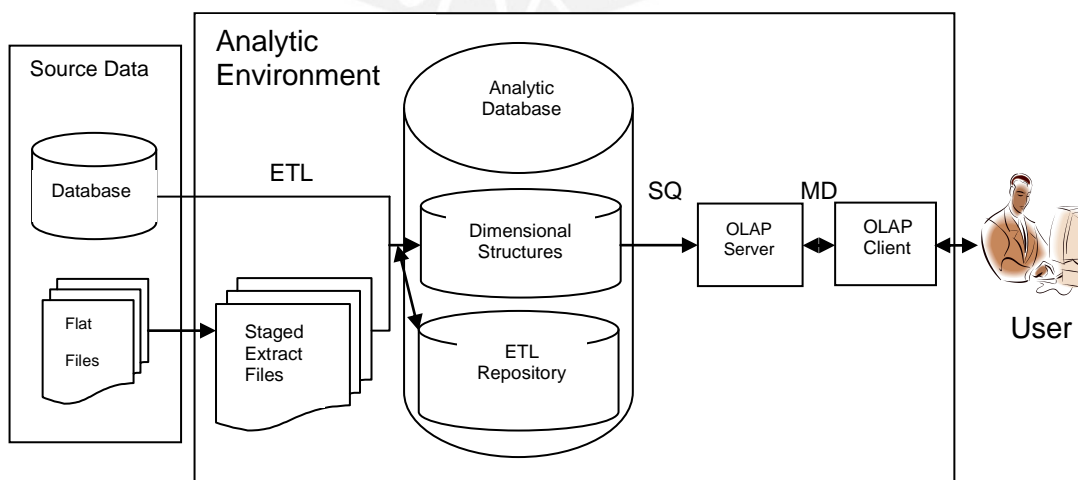 Source Data
Database
Flat
Files
Analytic
Environment
ETL
Staged
Extract
Files
Analytic
Database
Dimensional
Structures
ETL
Repository
SQ
OLAP
Server
MD
OLAP
Client
User